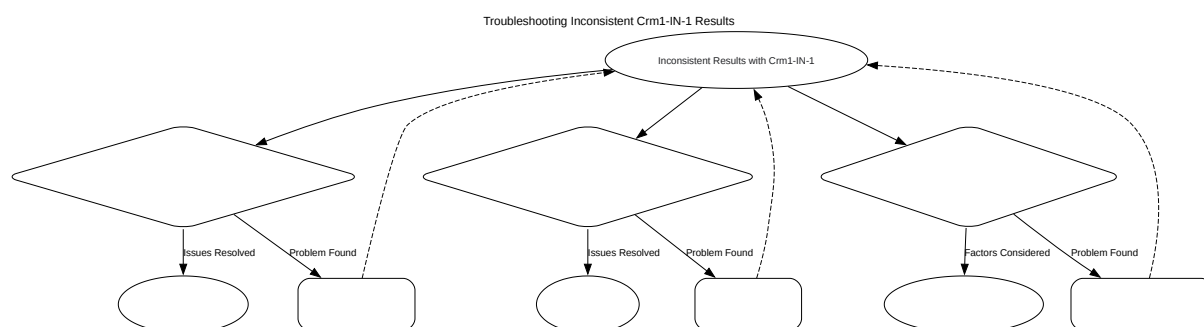 Troubleshooting Inconsistent Crm1-IN-1 Results
Inconsistent Results with Crm1-IN-1
Issues Resolved
Problem Found
Issues Resolved
Problem Found
Factors Considered
Problem Found